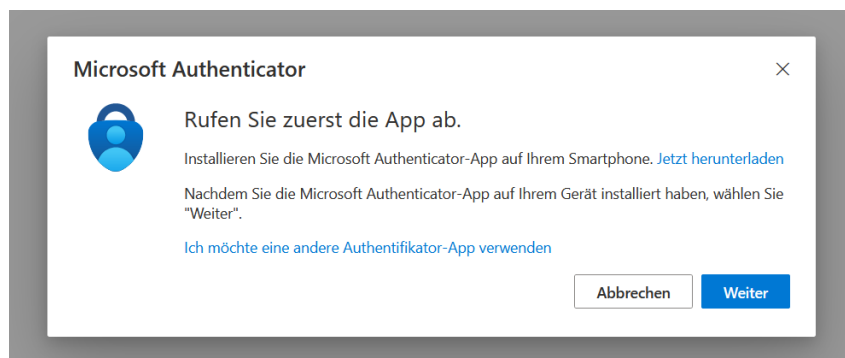 Microsoft Authenticator
Rufen Sie zuerst die App ab.
Installieren Sie die Microsoft Authenticator-App auf Ihrem Smartphone. Jetzt herunterladen
Nachdem Sie die Microsoft Authenticator-App auf Ihrem Gerät installiert haben, wählen Sie
"Weiter".
Ich möchte eine andere Authentifikator-App verwenden
Abbrechen Weiter